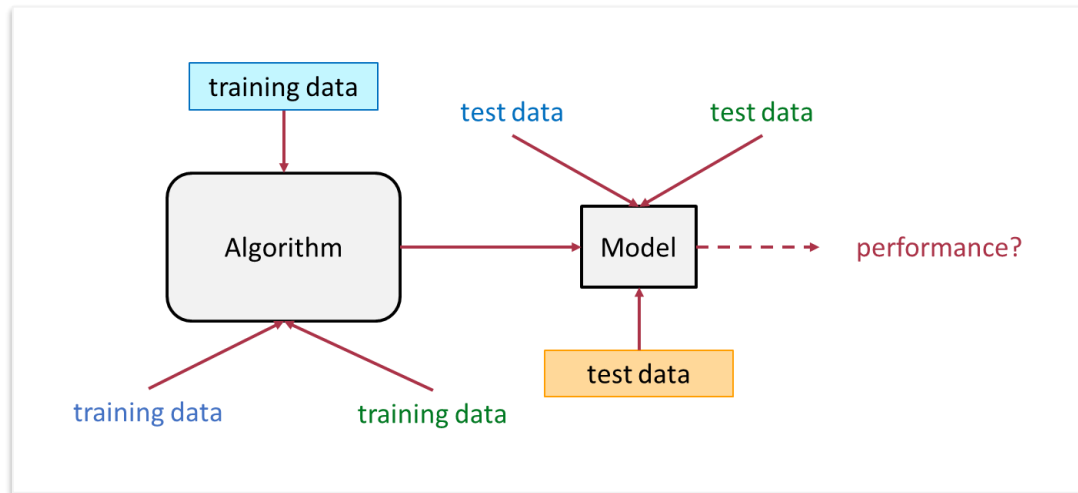 training data
test data
test data
Algorithm
Model
performance?
test data
training data
training data